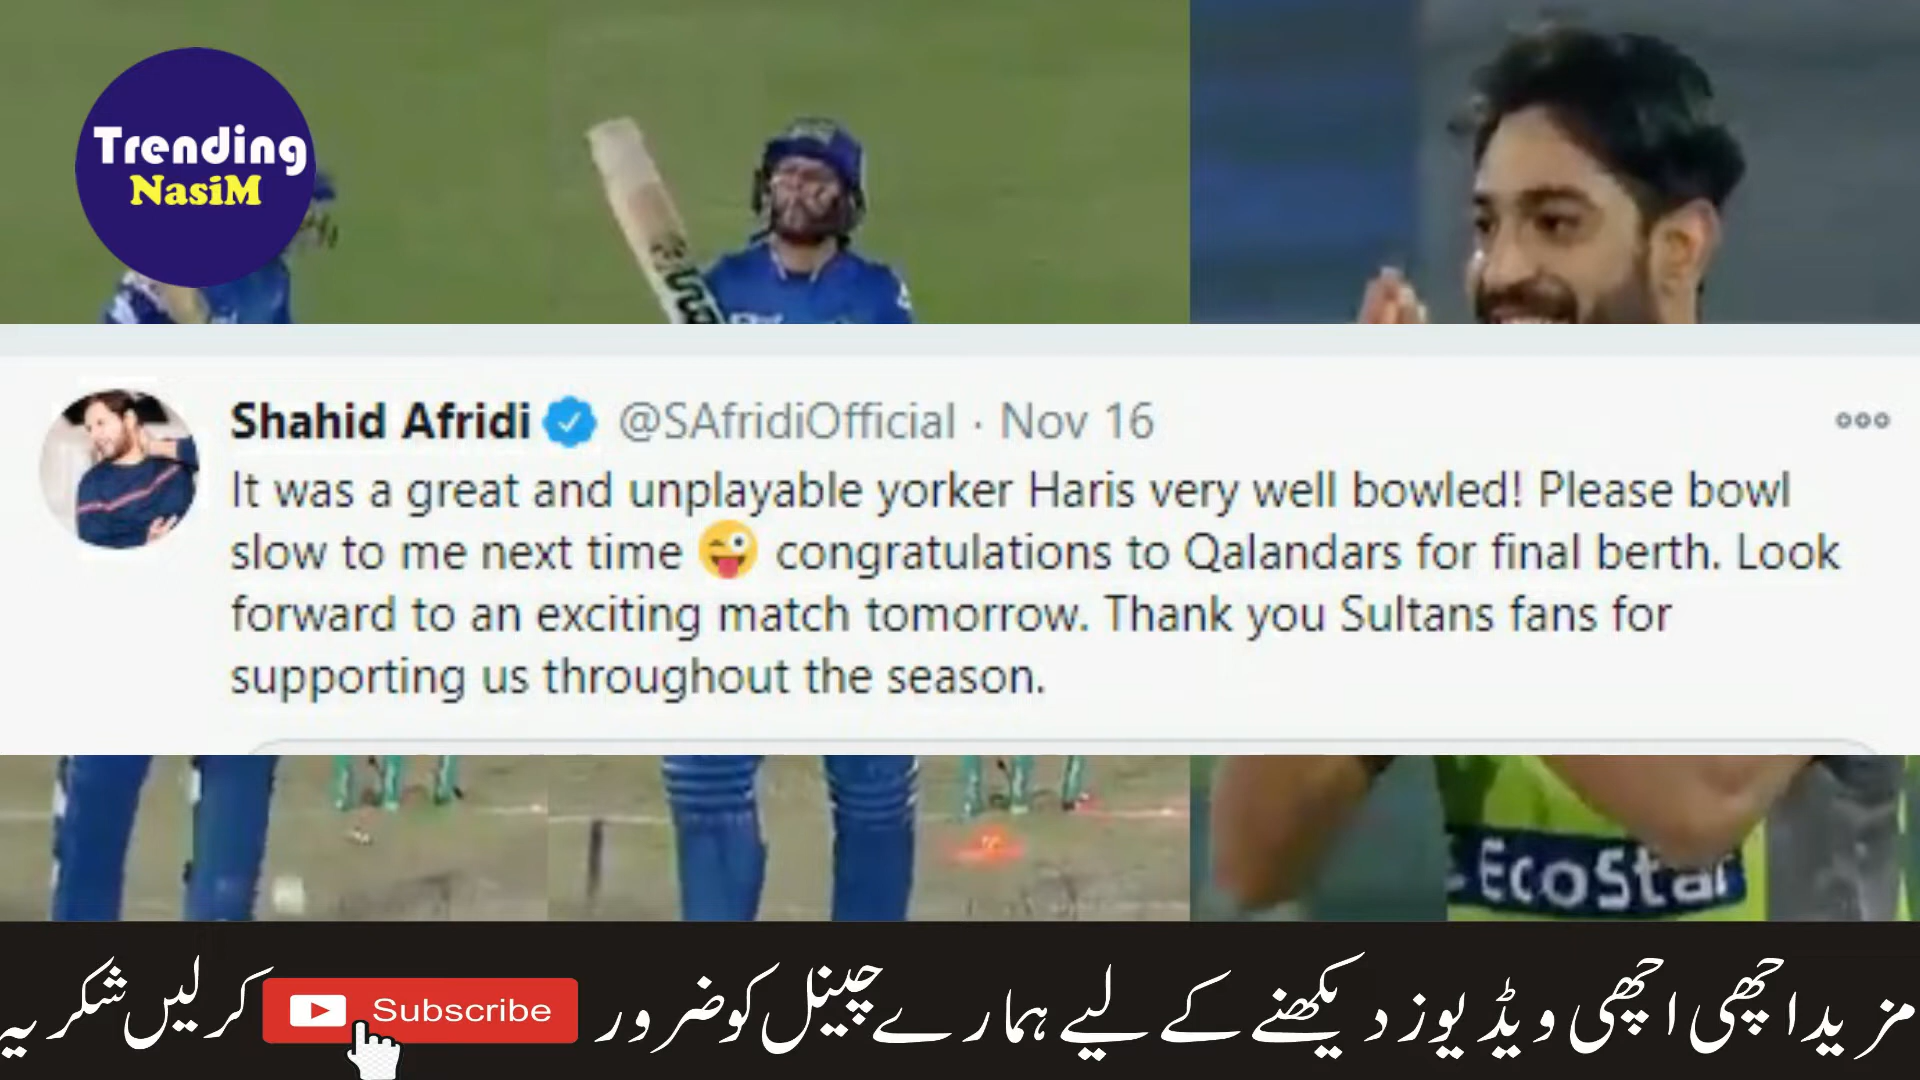 Trending
NasiM
Shahid Afridi @SAfridiOfficial · Nov 16
It was a great and unplayable yorker Haris very well bowled! Please bowl
slow to me next time 😜 congratulations to Qalandars for final berth. Look
forward to an exciting match tomorrow. Thank you Sultans fans for
supporting us throughout the season.
EcoStar
مزید اچھی اچھی ویڈیوز دیکھنے کے لیے ہمارے چینل کو ضرور Subscribe کر لیں شکریہ